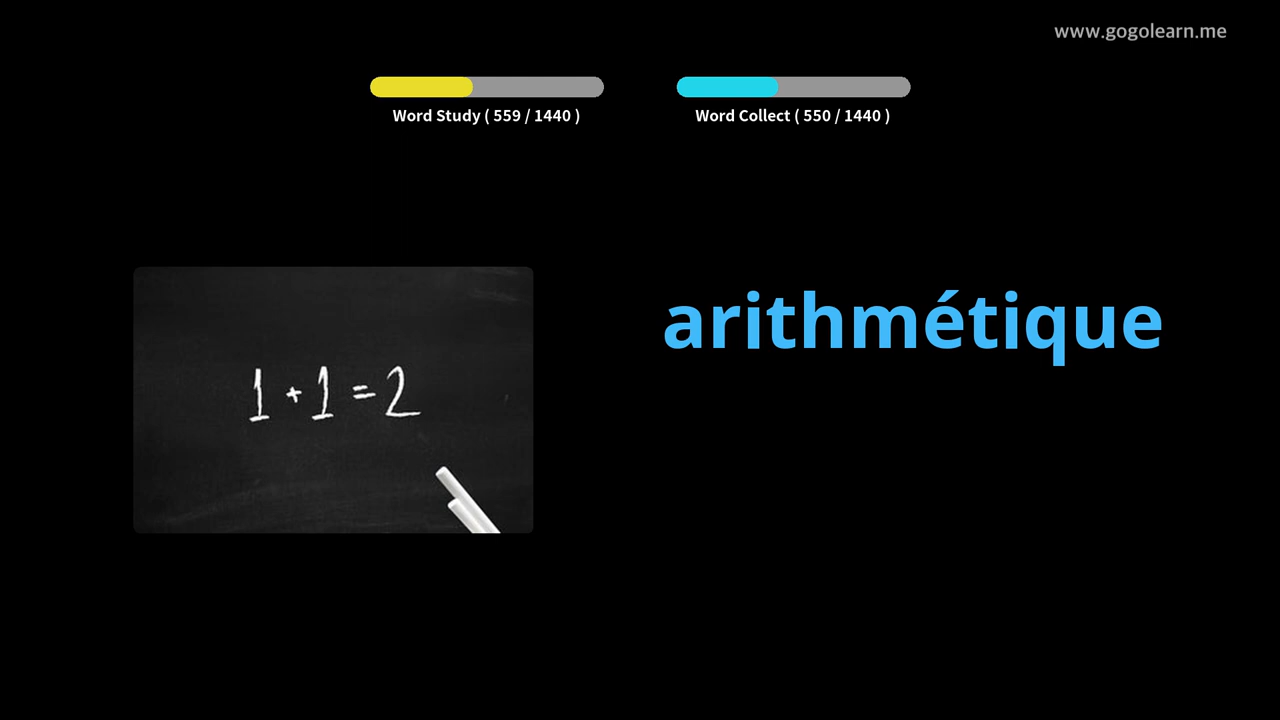 www.gogolearn.me
Word Study ( 559 / 1440 )
Word Collect ( 550 / 1440 )
arithmétique
1 + 1 = 2